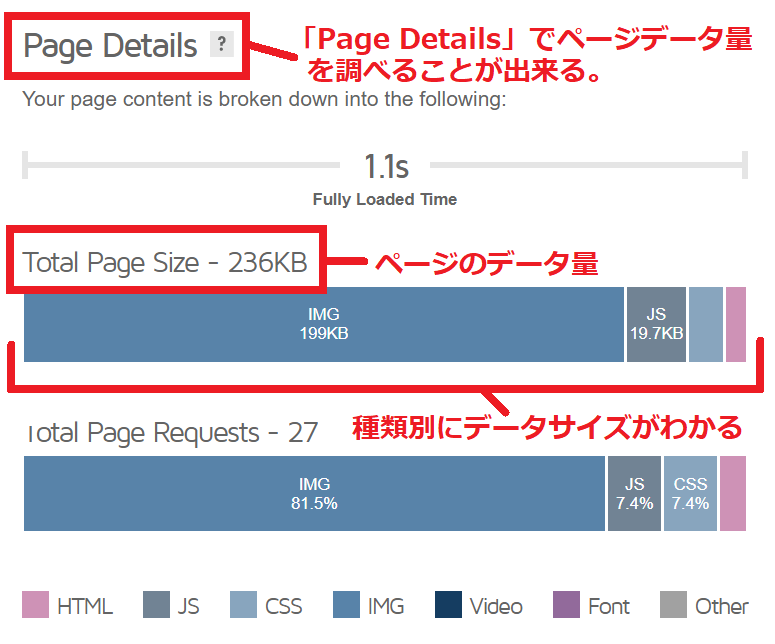 Page Details ?
「Page Details」でページデータ量
を調べることが出来る。
Your page content is broken down into the following:
1.1s
Fully Loaded Time
Total Page Size - 236KB
ページのデータ量
IMG
199KB
JS
19.7KB
種類別にデータサイズがわかる
Total Page Requests - 27
IMG
81.5%
JS
7.4%
CSS
7.4%
HTML
JS
CSS
IMG
Video
Font
Other